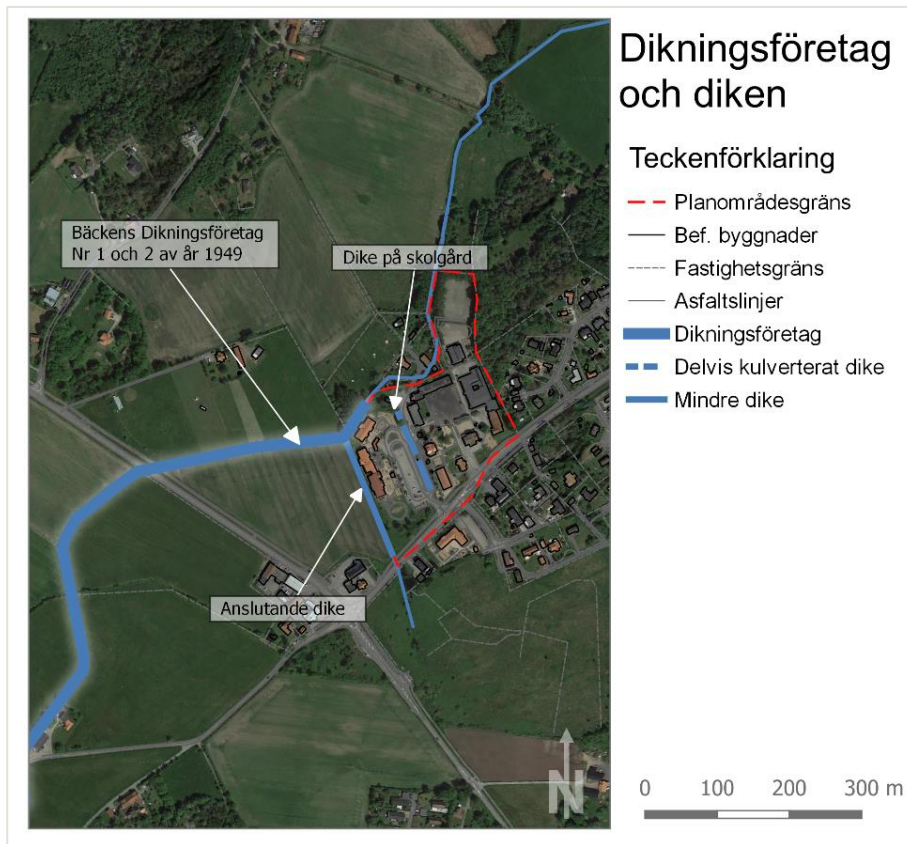 Dikningsföretag
och diken
Teckenförklaring
Planområdesgräns
Bef. byggnader
Fastighetsgräns
Asfaltslinjer
Dikningsföretag
Delvis kulverterat dike
Mindre dike
Bäckens Dikningsföretag
Nr 1 och 2 av år 1949
Dike på skolgård
Anslutande dike
N
0 100 200 300 m